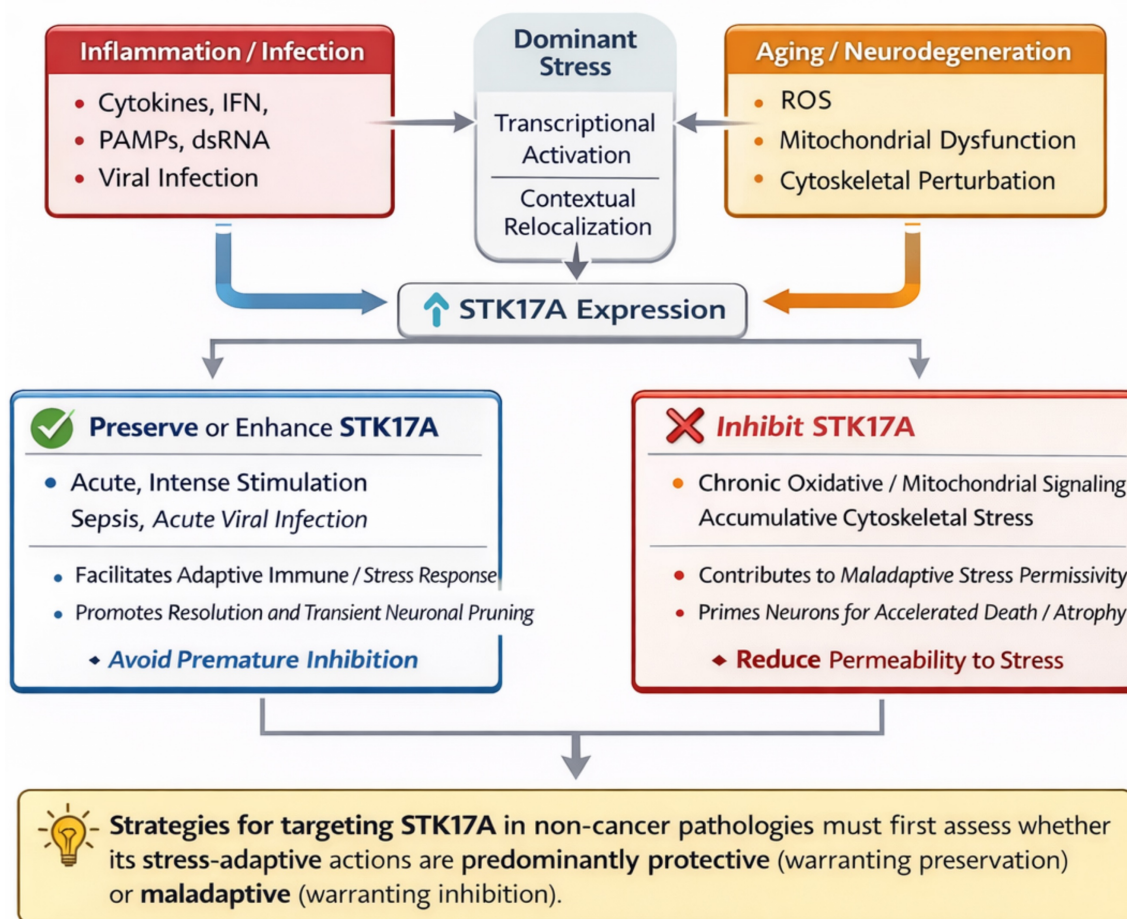 Inflammation / Infection
• Cytokines, IFN,
• PAMPs, dsRNA
• Viral Infection
Dominant
Stress
Transcriptional
Activation
Contextual
Relocalization
Aging / Neurodegeneration
• ROS
• Mitochondrial Dysfunction
• Cytoskeletal Perturbation
↑ STK17A Expression
Preserve or Enhance STK17A
• Acute, Intense Stimulation
Sepsis, Acute Viral Infection
• Facilitates Adaptive Immune / Stress Response
• Promotes Resolution and Transient Neuronal Pruning
◆ Avoid Premature Inhibition
Inhibit STK17A
• Chronic Oxidative / Mitochondrial Signaling
Accumulative Cytoskeletal Stress
• Contributes to Maladaptive Stress Permissivity
• Primes Neurons for Accelerated Death / Atrophy
◆ Reduce Permeability to Stress
Strategies for targeting STK17A in non-cancer pathologies must first assess whether
its stress-adaptive actions are predominantly protective (warranting preservation)
or maladaptive (warranting inhibition).